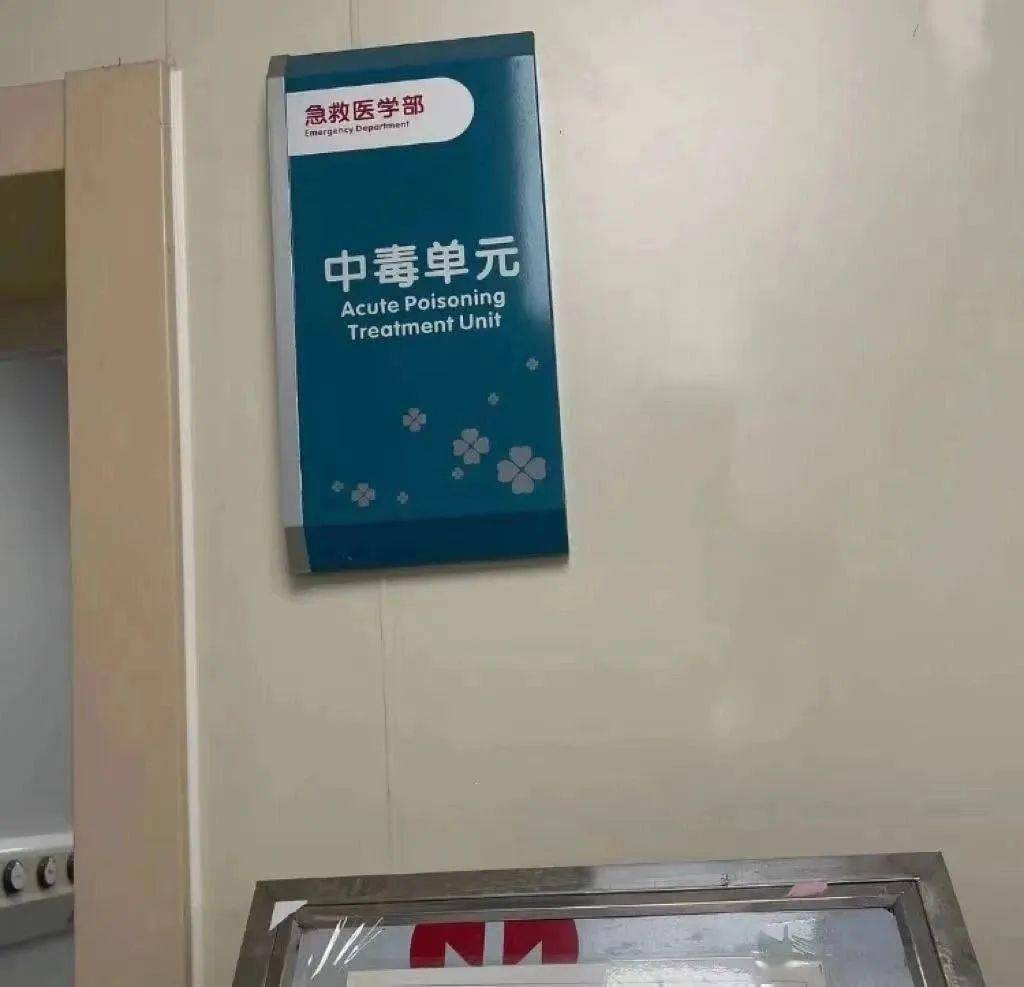 急救医学部
Emergency Department
中毒单元
Acute Poisoning
Treatment Unit